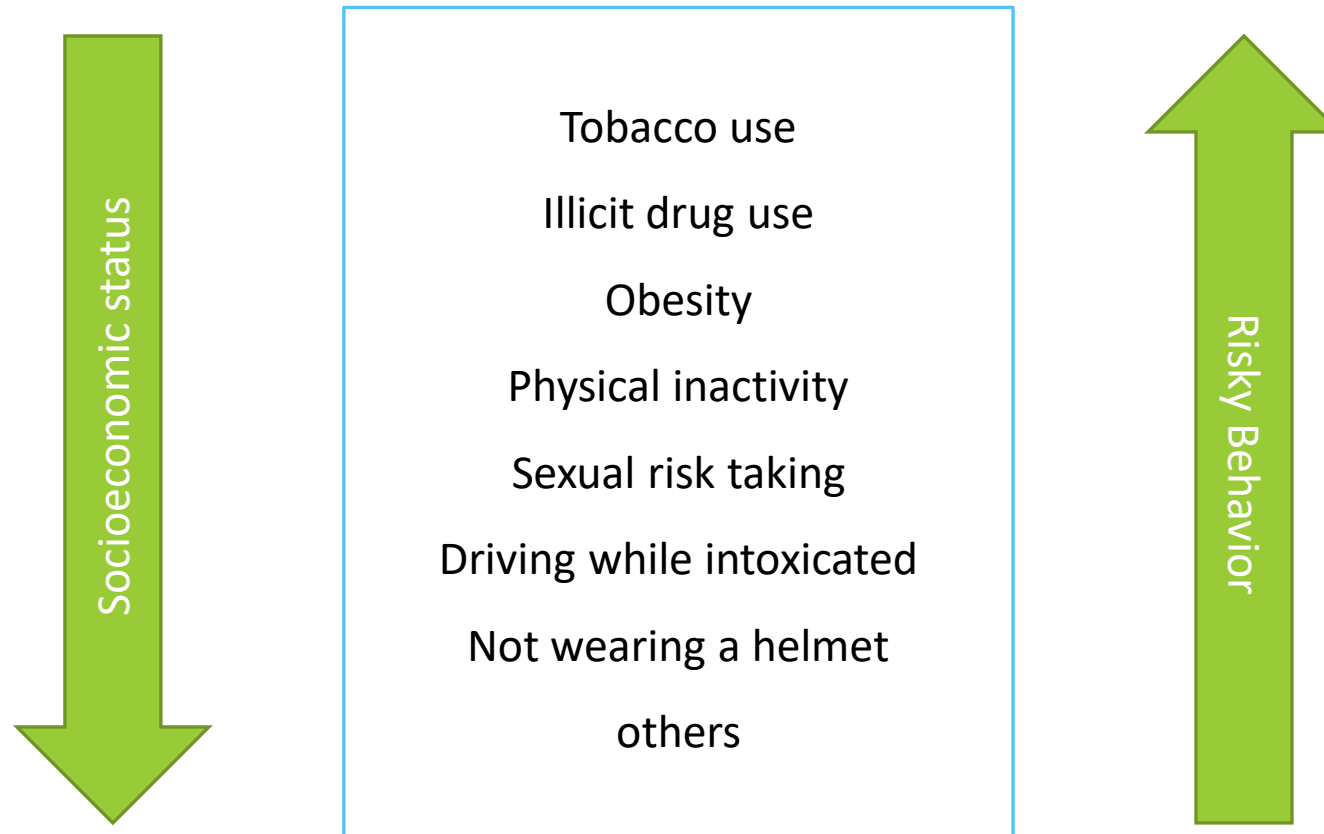 Socioeconomic status
Tobacco use
Illicit drug use
Obesity
Physical inactivity
Sexual risk taking
Driving while intoxicated
Not wearing a helmet
others
Risky Behavior